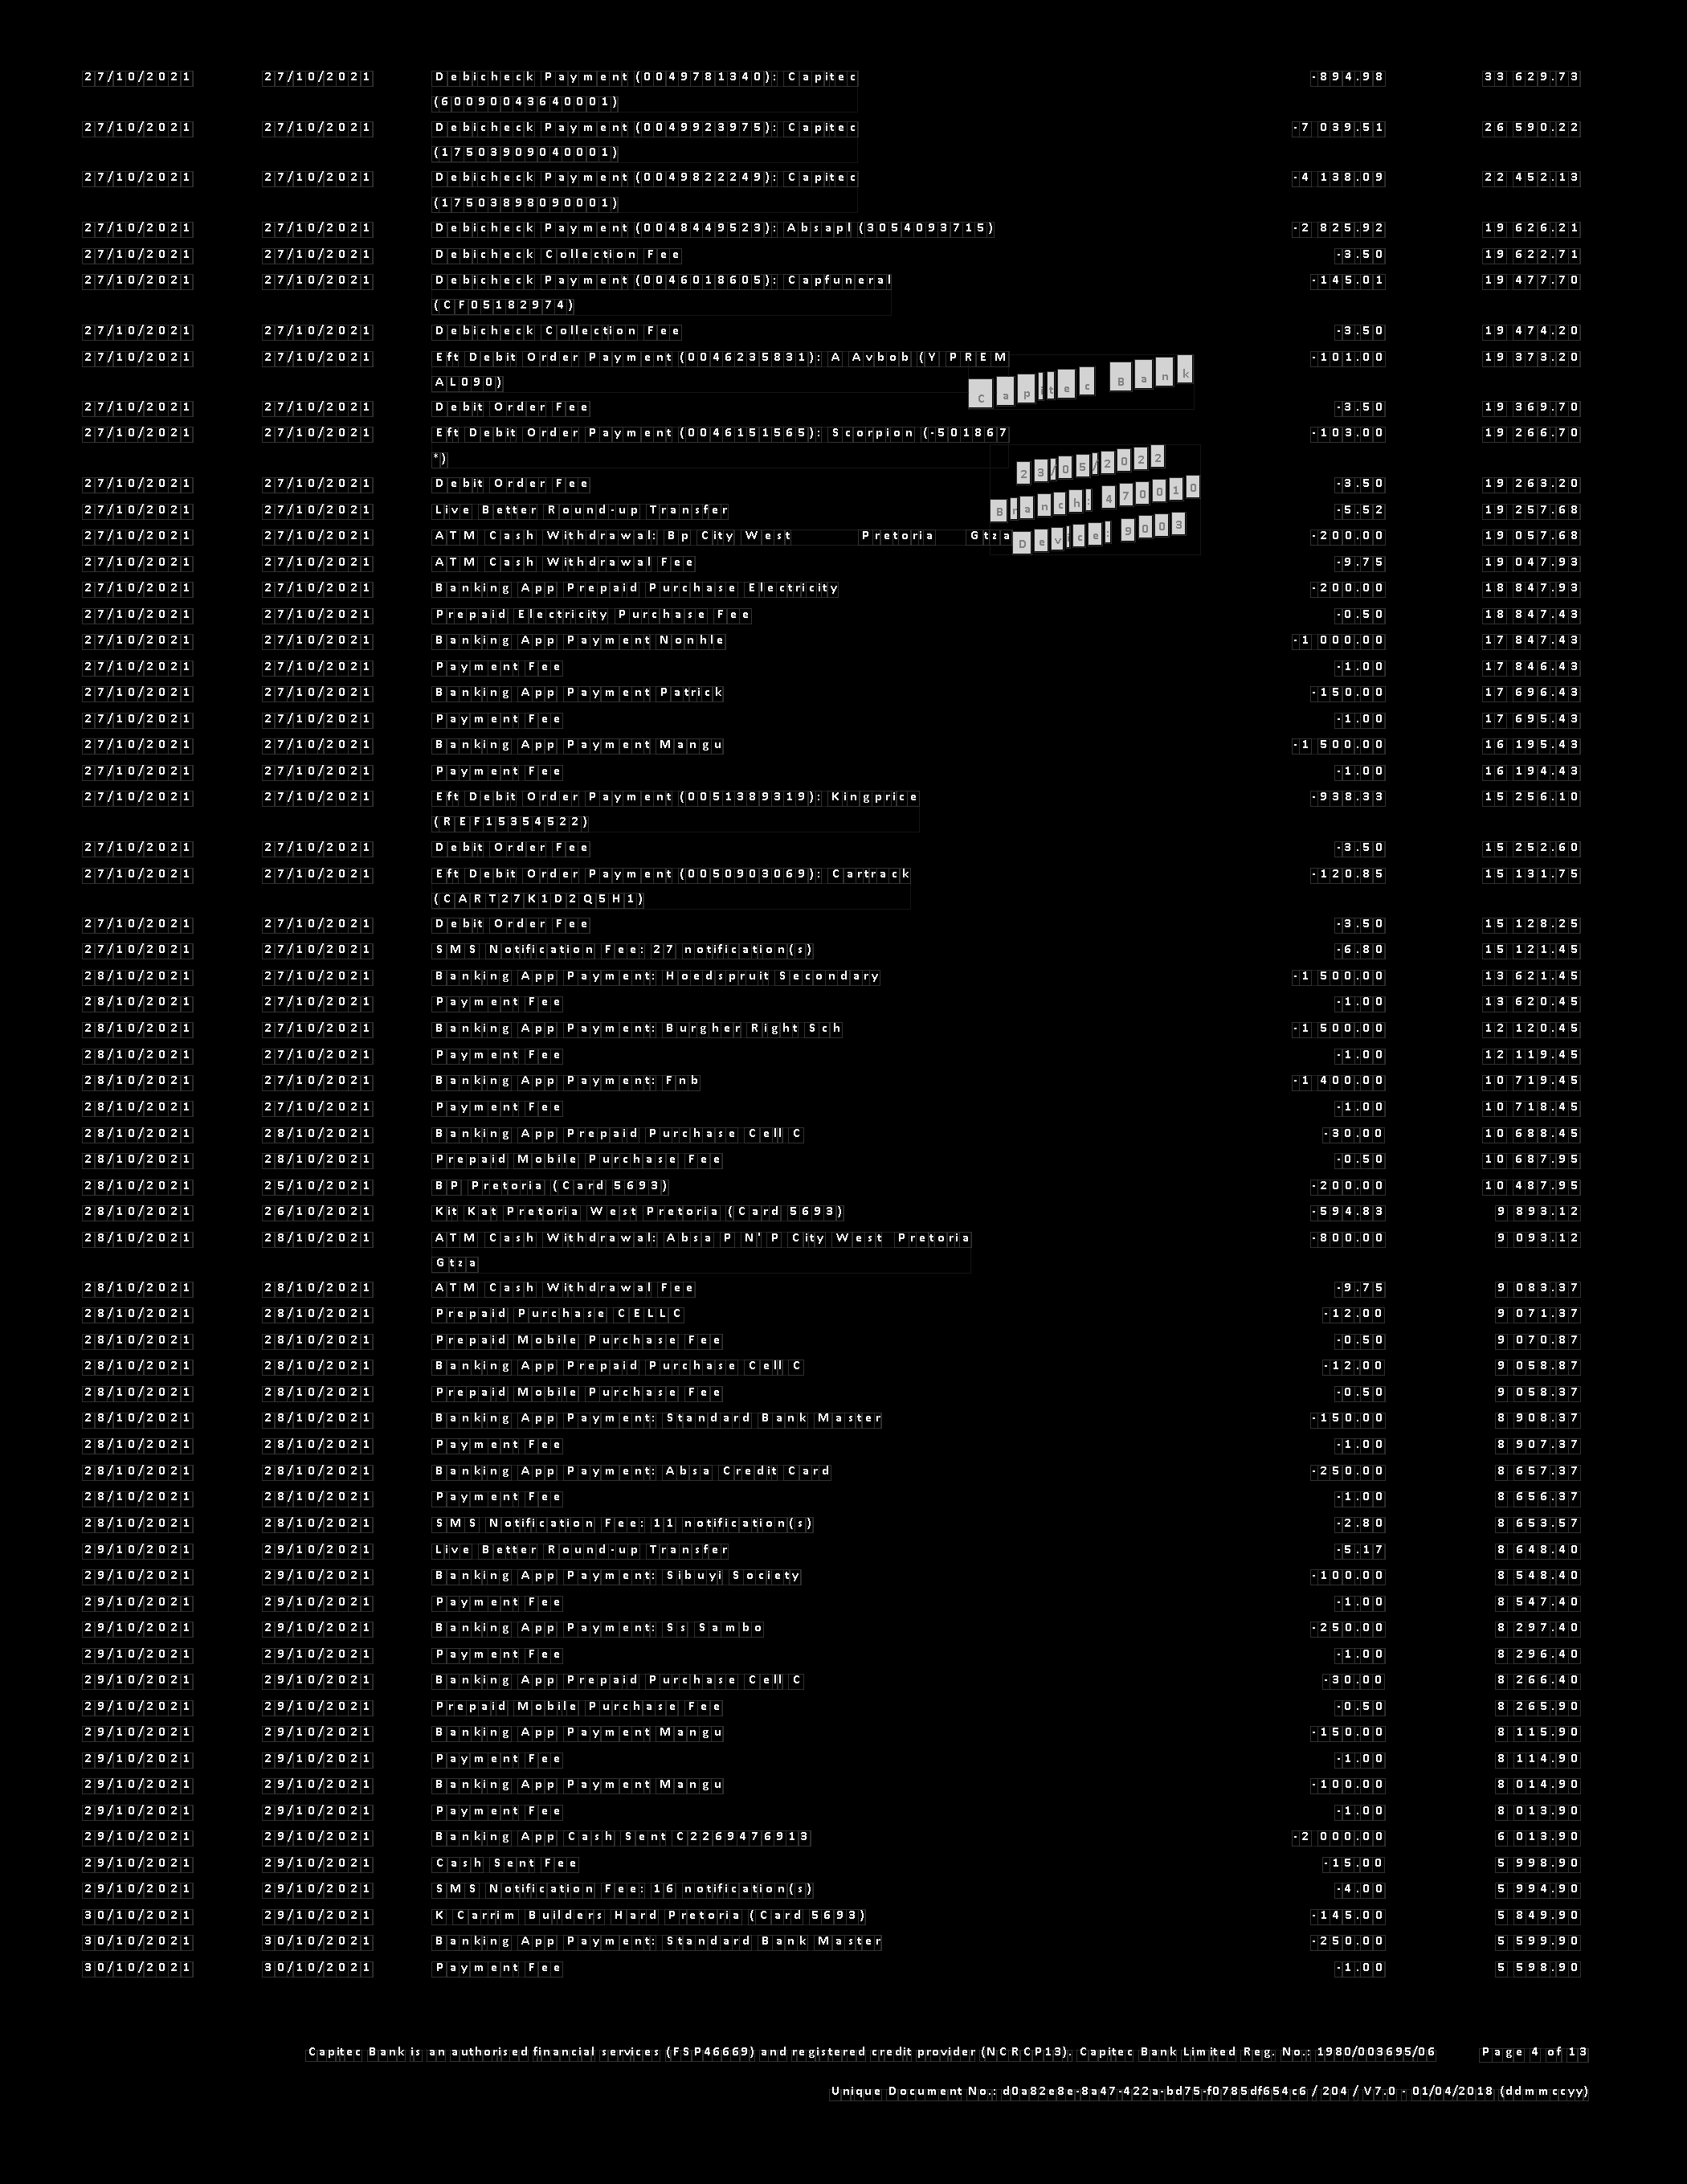 27/10/2021 27/10/2021 Debicheck Payment (0049781340): Capitec -894.98 33 629.73
(60090043640001)
27/10/2021 27/10/2021 Debicheck Payment (0049923975): Capitec -7 039.51 26 590.22
(17503909040001)
27/10/2021 27/10/2021 Debicheck Payment (0049822249): Capitec -4 138.09 22 452.13
(17503898090001)
27/10/2021 27/10/2021 Debicheck Payment (0048449523): Absapl (3054093715) -2 825.92 19 626.21
27/10/2021 27/10/2021 Debicheck Collection Fee -3.50 19 622.71
27/10/2021 27/10/2021 Debicheck Payment (0046018605): Capfuneral -145.01 19 477.70
(CF05182974)
27/10/2021 27/10/2021 Debicheck Collection Fee -3.50 19 474.20
27/10/2021 27/10/2021 Eft Debit Order Payment (0046235831): A Avbob (Y PREM -101.00 19 373.20
AL090)
Capitec Bank
27/10/2021 27/10/2021 Debit Order Fee -3.50 19 369.70
27/10/2021 27/10/2021 Eft Debit Order Payment (0046151565): Scorpion (-501867 -103.00 19 266.70
*)
23/05/2022
27/10/2021 27/10/2021 Debit Order Fee -3.50 19 263.20
Branch: 470010
27/10/2021 27/10/2021 Live Better Round-up Transfer -5.52 19 257.68
27/10/2021 27/10/2021 ATM Cash Withdrawal: Bp City West Pretoria Gtza -200.00 19 057.68
Device: 9003
27/10/2021 27/10/2021 ATM Cash Withdrawal Fee -9.75 19 047.93
27/10/2021 27/10/2021 Banking App Prepaid Purchase Electricity -200.00 18 847.93
27/10/2021 27/10/2021 Prepaid Electricity Purchase Fee -0.50 18 847.43
27/10/2021 27/10/2021 Banking App Payment Nonhle -1 000.00 17 847.43
27/10/2021 27/10/2021 Payment Fee -1.00 17 846.43
27/10/2021 27/10/2021 Banking App Payment Patrick -150.00 17 696.43
27/10/2021 27/10/2021 Payment Fee -1.00 17 695.43
27/10/2021 27/10/2021 Banking App Payment Mangu -1 500.00 16 195.43
27/10/2021 27/10/2021 Payment Fee -1.00 16 194.43
27/10/2021 27/10/2021 Eft Debit Order Payment (0051389319): Kingprice -938.33 15 256.10
(REF15354522)
27/10/2021 27/10/2021 Debit Order Fee -3.50 15 252.60
27/10/2021 27/10/2021 Eft Debit Order Payment (0050903069): Cartrack -120.85 15 131.75
(CART27K1D2Q5H1)
27/10/2021 27/10/2021 Debit Order Fee -3.50 15 128.25
27/10/2021 27/10/2021 SMS Notification Fee: 27 notification(s) -6.80 15 121.45
28/10/2021 27/10/2021 Banking App Payment: Hoedspruit Secondary -1 500.00 13 621.45
28/10/2021 27/10/2021 Payment Fee -1.00 13 620.45
28/10/2021 27/10/2021 Banking App Payment: Burgher Right Sch -1 500.00 12 120.45
28/10/2021 27/10/2021 Payment Fee -1.00 12 119.45
28/10/2021 27/10/2021 Banking App Payment: Fnb -1 400.00 10 719.45
28/10/2021 27/10/2021 Payment Fee -1.00 10 718.45
28/10/2021 28/10/2021 Banking App Prepaid Purchase Cell C -30.00 10 688.45
28/10/2021 28/10/2021 Prepaid Mobile Purchase Fee -0.50 10 687.95
28/10/2021 25/10/2021 BP Pretoria (Card 5693) -200.00 10 487.95
28/10/2021 26/10/2021 Kit Kat Pretoria West Pretoria (Card 5693) -594.83 9 893.12
28/10/2021 28/10/2021 ATM Cash Withdrawal: Absa P N' P City West Pretoria -800.00 9 093.12
Gtza
28/10/2021 28/10/2021 ATM Cash Withdrawal Fee -9.75 9 083.37
28/10/2021 28/10/2021 Prepaid Purchase CELLC -12.00 9 071.37
28/10/2021 28/10/2021 Prepaid Mobile Purchase Fee -0.50 9 070.87
28/10/2021 28/10/2021 Banking App Prepaid Purchase Cell C -12.00 9 058.87
28/10/2021 28/10/2021 Prepaid Mobile Purchase Fee -0.50 9 058.37
28/10/2021 28/10/2021 Banking App Payment: Standard Bank Master -150.00 8 908.37
28/10/2021 28/10/2021 Payment Fee -1.00 8 907.37
28/10/2021 28/10/2021 Banking App Payment: Absa Credit Card -250.00 8 657.37
28/10/2021 28/10/2021 Payment Fee -1.00 8 656.37
28/10/2021 28/10/2021 SMS Notification Fee: 11 notification(s) -2.80 8 653.57
29/10/2021 29/10/2021 Live Better Round-up Transfer -5.17 8 648.40
29/10/2021 29/10/2021 Banking App Payment: Sibuyi Society -100.00 8 548.40
29/10/2021 29/10/2021 Payment Fee -1.00 8 547.40
29/10/2021 29/10/2021 Banking App Payment: Ss Sambo -250.00 8 297.40
29/10/2021 29/10/2021 Payment Fee -1.00 8 296.40
29/10/2021 29/10/2021 Banking App Prepaid Purchase Cell C -30.00 8 266.40
29/10/2021 29/10/2021 Prepaid Mobile Purchase Fee -0.50 8 265.90
29/10/2021 29/10/2021 Banking App Payment Mangu -150.00 8 115.90
29/10/2021 29/10/2021 Payment Fee -1.00 8 114.90
29/10/2021 29/10/2021 Banking App Payment Mangu -100.00 8 014.90
29/10/2021 29/10/2021 Payment Fee -1.00 8 013.90
29/10/2021 29/10/2021 Banking App Cash Sent C2269476913 -2 000.00 6 013.90
29/10/2021 29/10/2021 Cash Sent Fee -15.00 5 998.90
29/10/2021 29/10/2021 SMS Notification Fee: 16 notification(s) -4.00 5 994.90
30/10/2021 29/10/2021 K Carrim Builders Hard Pretoria (Card 5693) -145.00 5 849.90
30/10/2021 30/10/2021 Banking App Payment: Standard Bank Master -250.00 5 599.90
30/10/2021 30/10/2021 Payment Fee -1.00 5 598.90
Capitec Bank is an authorised financial services (FSP46669) and registered credit provider (NCRCP13). Capitec Bank Limited Reg. No.: 1980/003695/06 Page 4 of 13
Unique Document No.: d0a82e8e-8a47-422a-bd75-f0785df654c6 / 204 / V7.0 - 01/04/2018 (ddmmccyy)